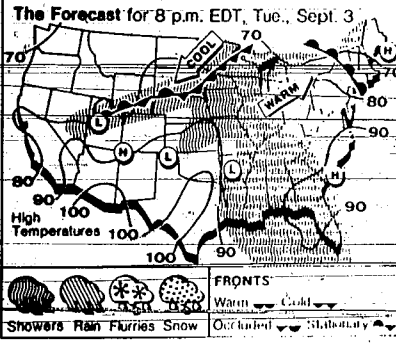 The Forecast for 8 p.m. EDT, Tue., Sept. 3
70
COOL
70
H
70
L
WARM
80
90
H
L
L
H
80
90
90
High
Temperatures
100
100
100
90
90
FRONTS
Warm Cold
Showers Rain Flurries Snow
Occluded Stationary